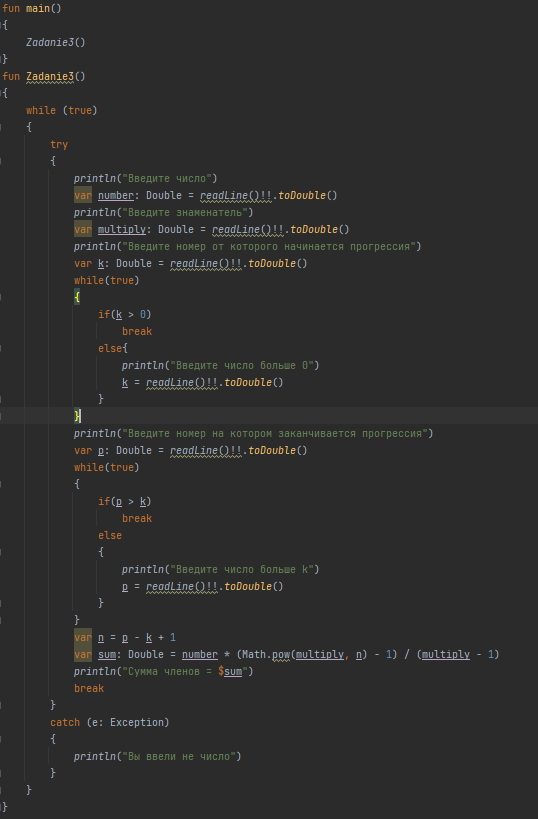 fun main()
{
    Zadanie3()
}
fun Zadanie3()
{
    while (true)
    {
        try
        {
            println("Введите число")
            var number: Double = readLine()!!.toDouble()
            println("Введите знаменатель")
            var multiply: Double = readLine()!!.toDouble()
            println("Введите номер от которого начинается прогрессия")
            var k: Double = readLine()!!.toDouble()
            while(true)
            {
                if(k > 0)
                    break
                else{
                    println("Введите число больше 0")
                    k = readLine()!!.toDouble()
                }
            }
            println("Введите номер на котором заканчивается прогрессия")
            var p: Double = readLine()!!.toDouble()
            while(true)
            {
                if(p > k)
                    break
                else
                {
                    println("Введите число больше k")
                    p = readLine()!!.toDouble()
                }
            }
            var n = p - k + 1
            var sum: Double = number * (Math.pow(multiply, n) - 1) / (multiply - 1)
            println("Сумма членов = $sum")
            break
        }
        catch (e: Exception)
        {
            println("Вы ввели не число")
        }
    }
}